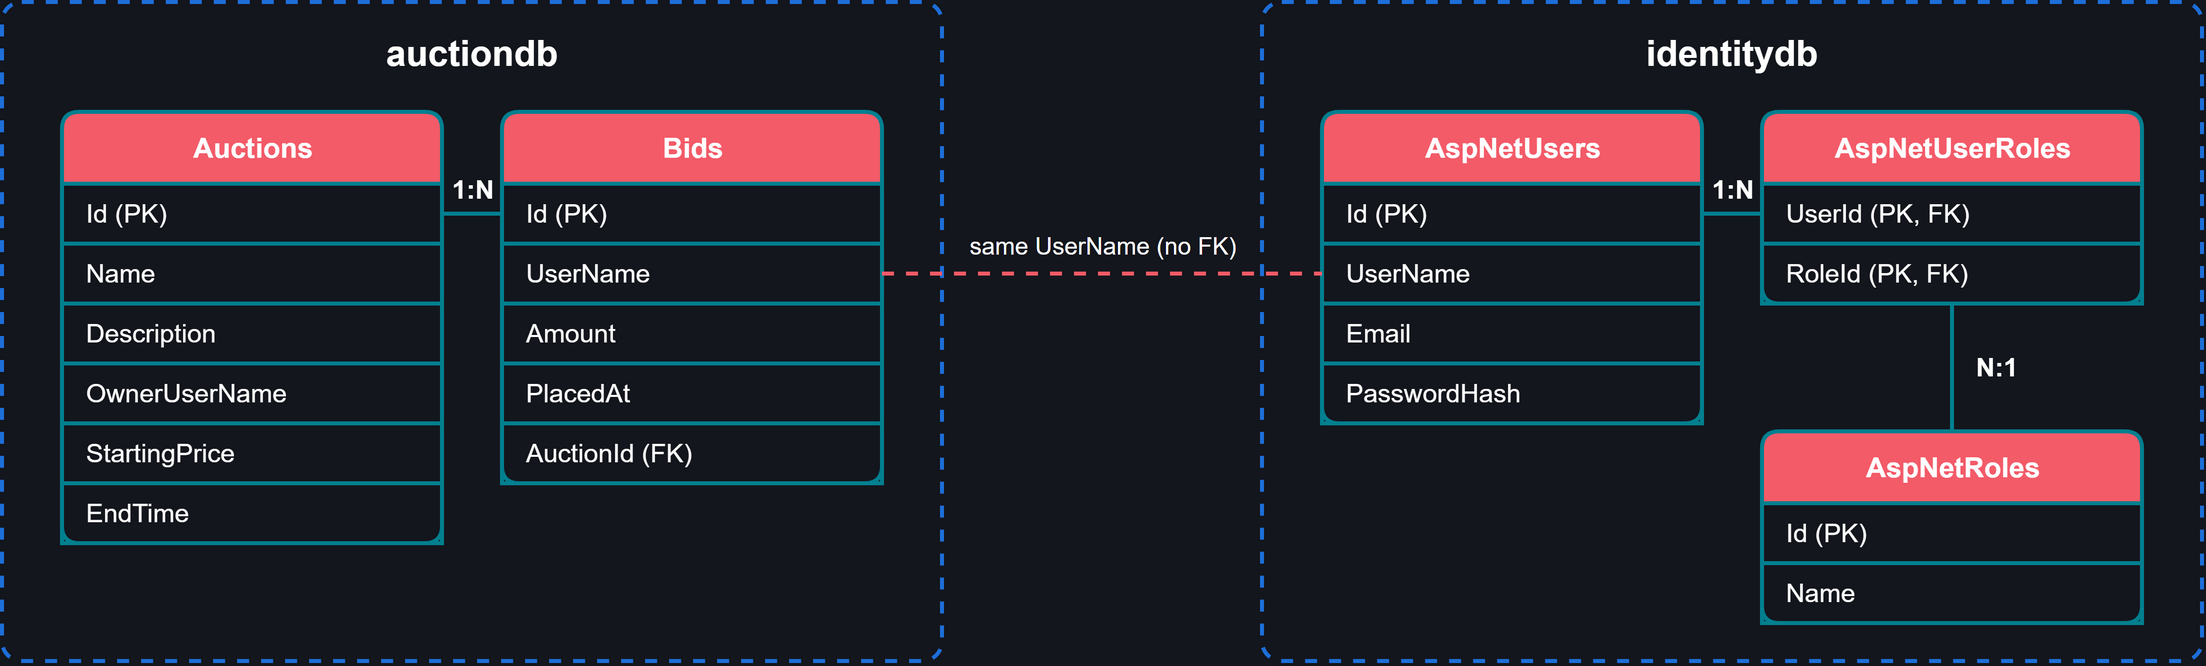 auctiondb
Auctions
Id (PK)
Name
Description
OwnerUserName
StartingPrice
EndTime
1:N
Bids
Id (PK)
UserName
Amount
PlacedAt
AuctionId (FK)
same UserName (no FK)
identitydb
AspNetUsers
Id (PK)
UserName
Email
PasswordHash
1:N
AspNetUserRoles
UserId (PK, FK)
RoleId (PK, FK)
N:1
AspNetRoles
Id (PK)
Name